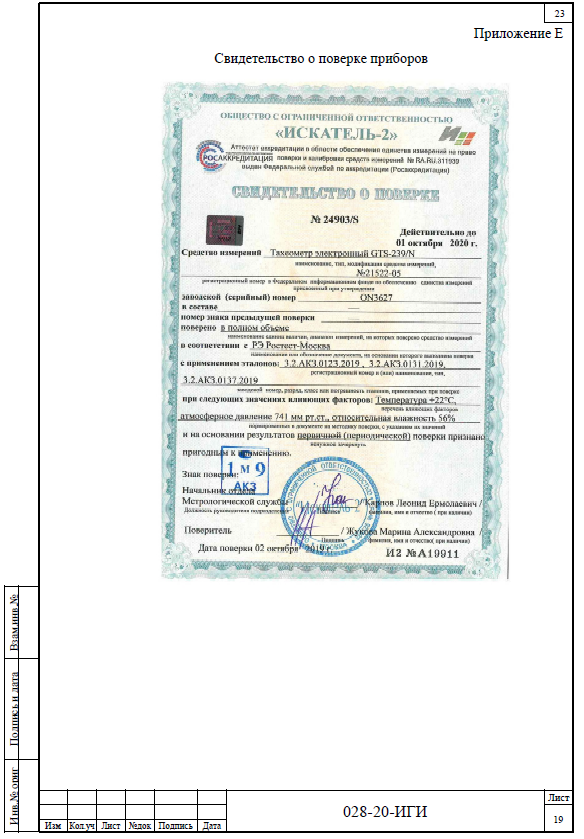 23
Приложение Е
Свидетельство о поверке приборов
ОБЩЕСТВО С ОГРАНИЧЕННОЙ ОТВЕТСТВЕННОСТЬЮ
«ИСКАТЕЛЬ-2»
Аттестат аккредитации в области обеспечения единства измерений на право
РОСАККРЕДИТАЦИЯ поверки и калибровки средств измерений № RA.RU.311939
выдан Федеральной службой по аккредитации (Росаккредитация)
СВИДЕТЕЛЬСТВО О ПОВЕРКЕ
№ 24903/S
Действительно до
01 октября 2020 г.
Средство измерений Тахеометр электронный GTS-239/N
наименование, тип, модификация средства измерений,
№21522-05
регистрационный номер в Федеральном информационном фонде по обеспечению единства измерений
присвоенный при утверждении
заводской (серийный) номер ON3627
в составе
номер знака предыдущей поверки
поверено в полном объеме
наименование единиц величин, диапазон измерений, на которых поверено средство измерений
в соответствии с РЭ Ростест-Москва
наименование или обозначение документа, на основании которого выполнена поверка
с применением эталонов: 3.2.АКЗ.0123.2019 , 3.2.АКЗ.0131.2019,
регистрационный номер и (или) наименование, тип,
3.2.АКЗ.0137.2019
заводской номер, разряд, класс или погрешность эталонов, применяемых при поверке
при следующих значениях влияющих факторов: Температура +22°С,
перечень влияющих факторов
атмосферное давление 741 мм рт.ст., относительная влажность 56%
нормированных в документе на методику поверки, с указанием их значений
и на основании результатов первичной (периодической) поверки признано
ненужное зачеркнуть
пригодным к применению.
1 м 9
АКЗ
Знак поверки:
Начальник отдела
Метрологической службы / Карпов Леонид Ермолаевич /
Должность руководителя подразделения подпись фамилия, имя и отчество ( при наличии)
Поверитель / Жукова Марина Александровна /
подпись фамилия, имя и отчество( при наличии)
Дата поверки 02 октября 2019 г.
И2 №А19911
Взам.инв.№
Подпись и дата
Инв.№ ориг
Изм Кол.уч Лист №док Подпись Дата
028-20-ИГИ
Лист
19